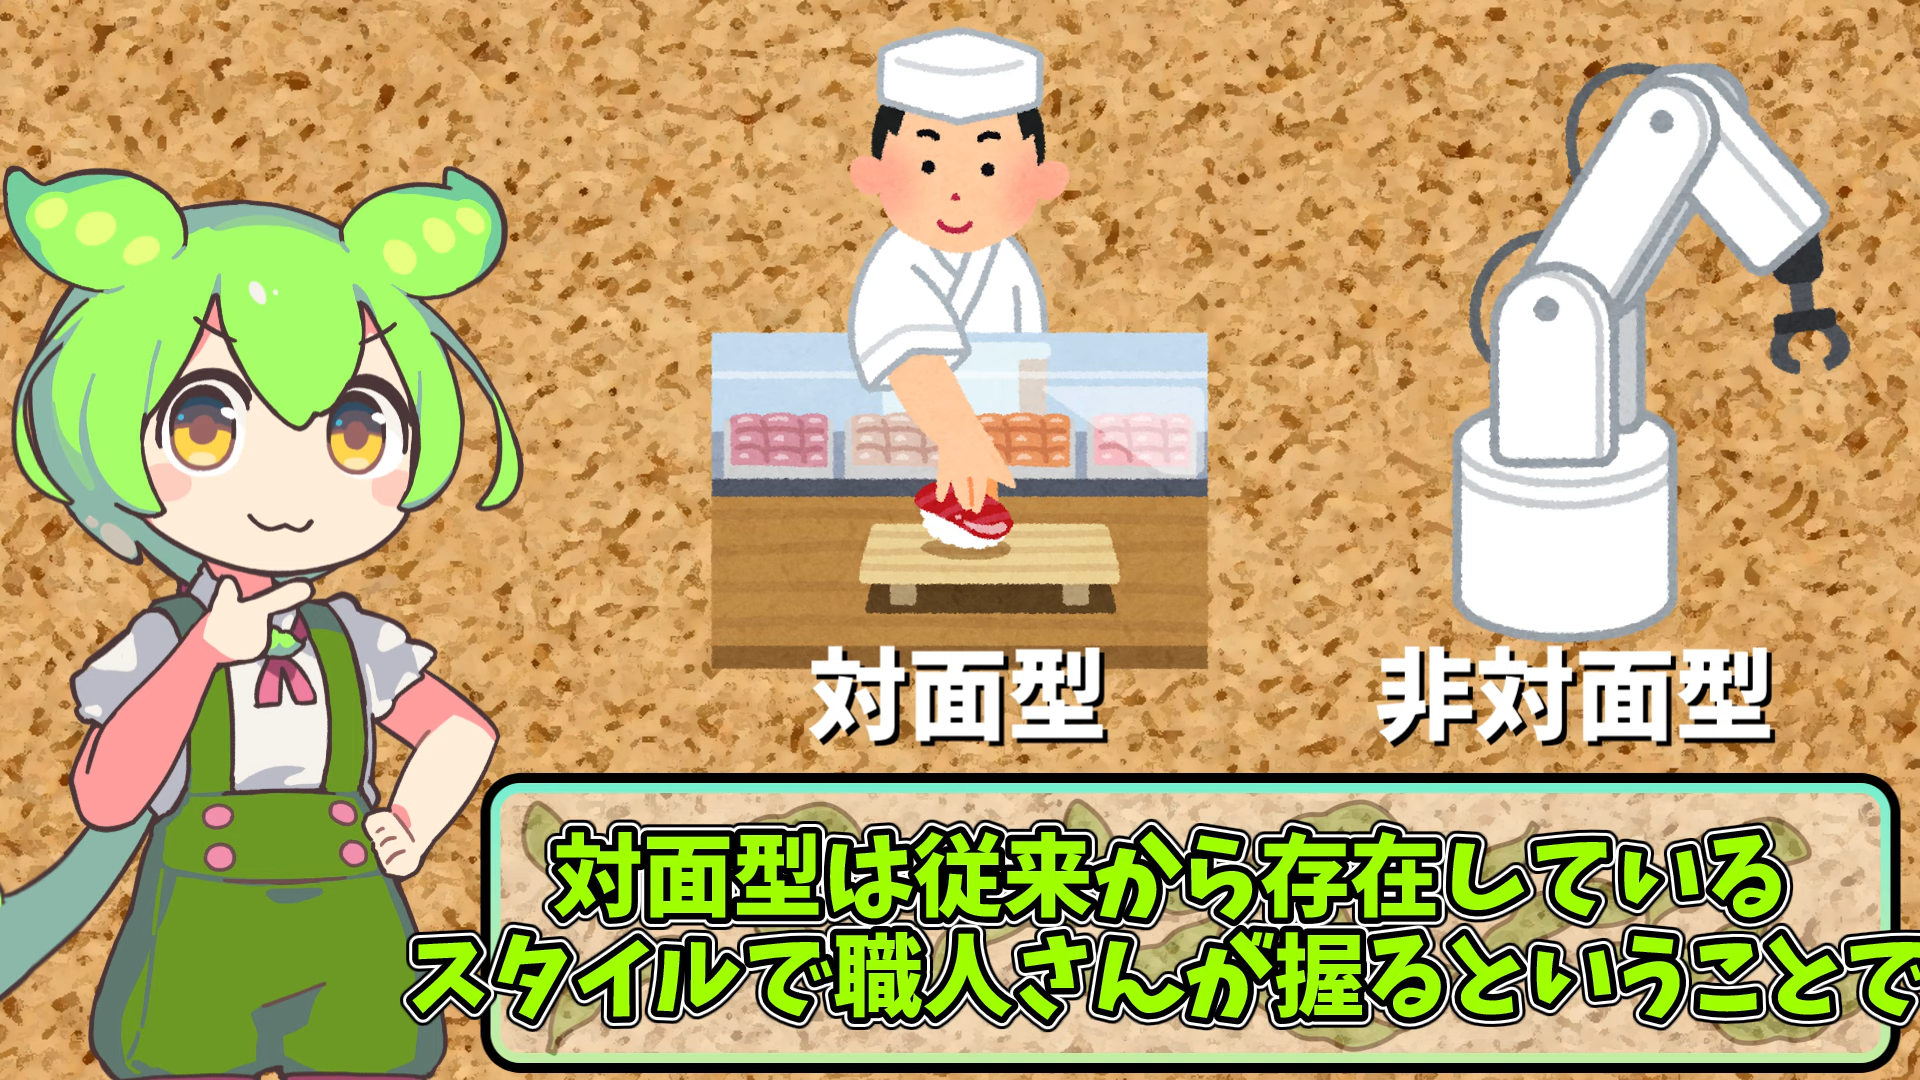 対面型
非対面型
対面型は従来から存在している
スタイルで職人さんが握るということで